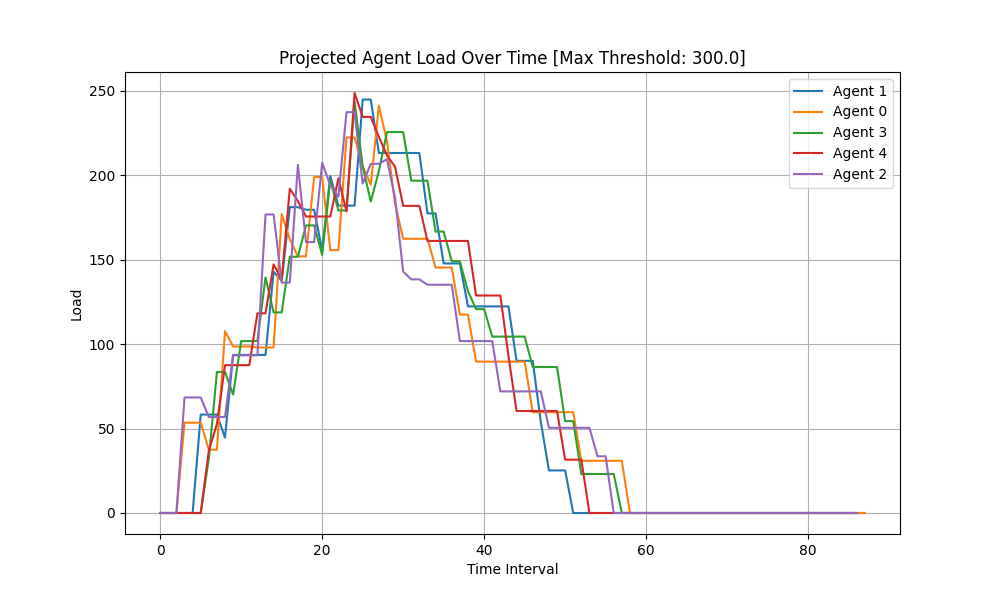 Projected Agent Load Over Time [Max Threshold: 300.0]
Load
250
200
150
100
50
0
0 20 40 60 80
Time Interval
Agent 1
Agent 0
Agent 3
Agent 4
Agent 2